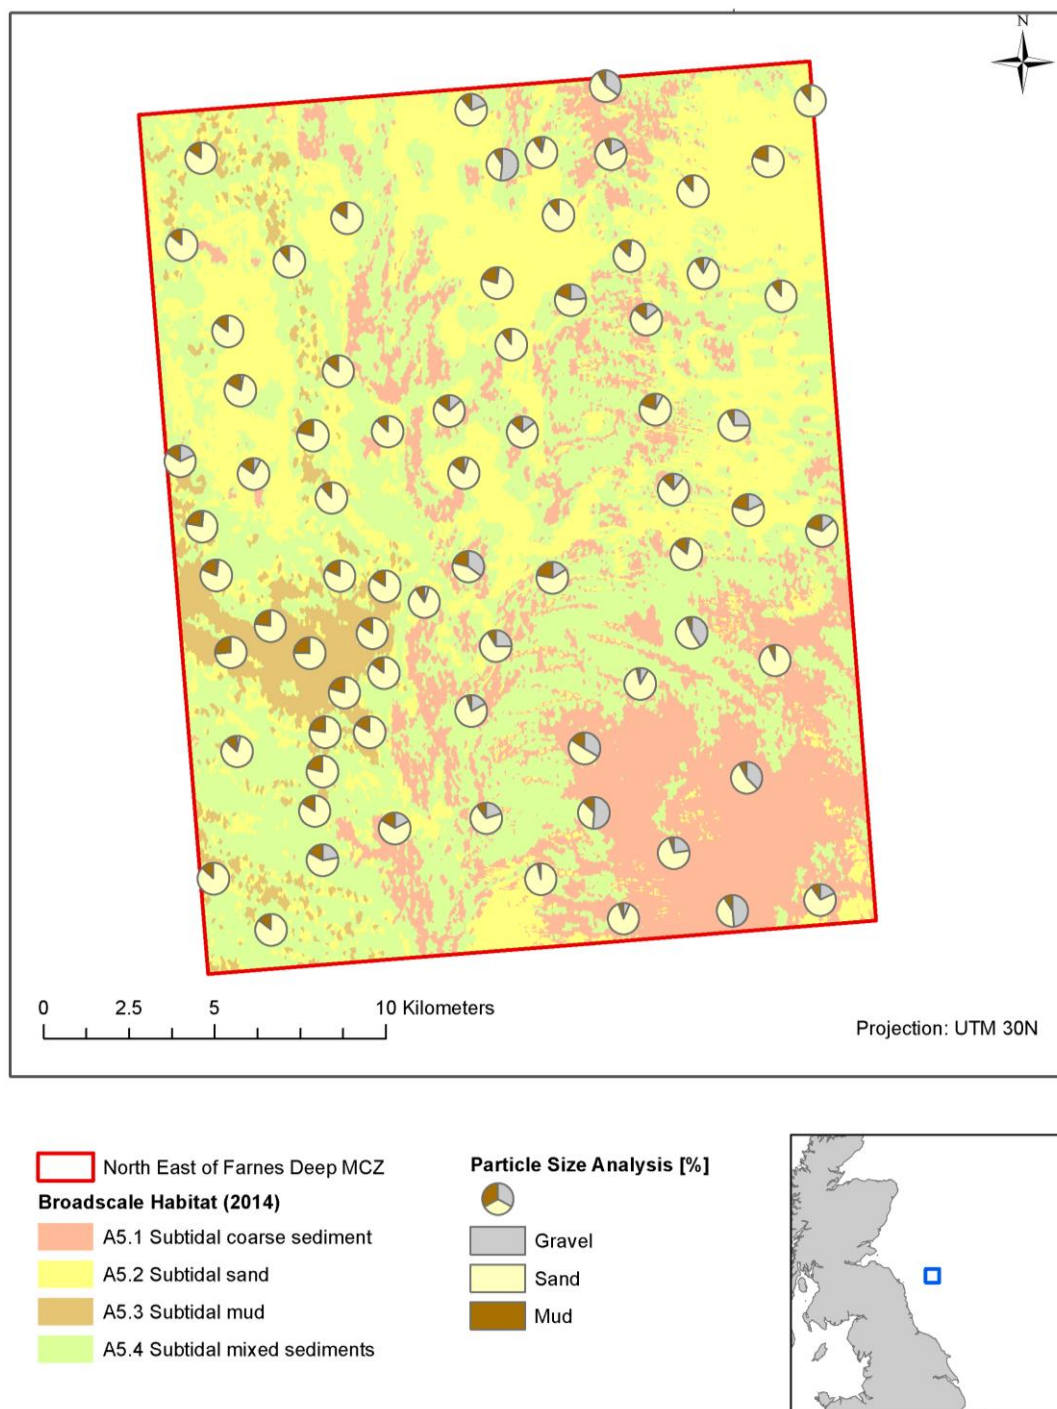 N
0 2.5 5 10 Kilometers
Projection: UTM 30N
North East of Farnes Deep MCZ
Broadscale Habitat (2014)
A5.1 Subtidal coarse sediment
A5.2 Subtidal sand
A5.3 Subtidal mud
A5.4 Subtidal mixed sediments
Particle Size Analysis [%]
Gravel
Sand
Mud